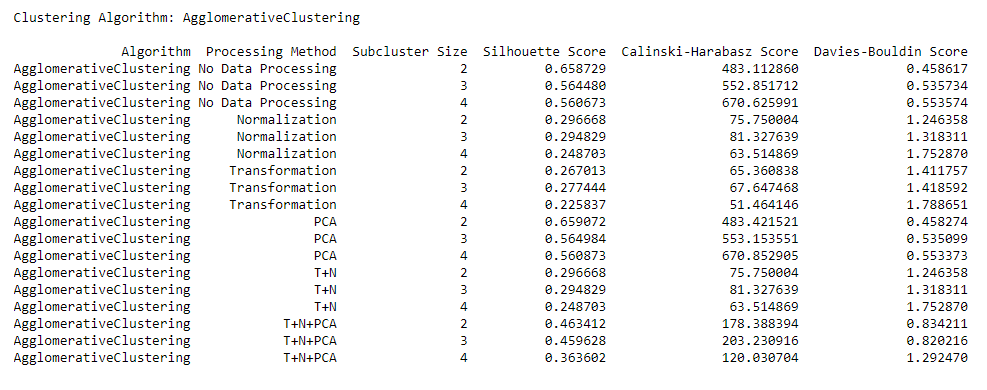 Clustering Algorithm: AgglomerativeClustering
Algorithm Processing Method Subcluster Size Silhouette Score Calinski-Harabasz Score Davies-Bouldin Score
AgglomerativeClustering No Data Processing 2 0.658729 483.112860 0.458617
AgglomerativeClustering No Data Processing 3 0.564480 552.851712 0.535734
AgglomerativeClustering No Data Processing 4 0.560673 670.625991 0.553574
AgglomerativeClustering Normalization 2 0.296668 75.750004 1.246358
AgglomerativeClustering Normalization 3 0.294829 81.327639 1.318311
AgglomerativeClustering Normalization 4 0.248703 63.514869 1.752870
AgglomerativeClustering Transformation 2 0.267013 65.360838 1.411757
AgglomerativeClustering Transformation 3 0.277444 67.647468 1.418592
AgglomerativeClustering Transformation 4 0.225837 51.464146 1.788651
AgglomerativeClustering PCA 2 0.659072 483.421521 0.458274
AgglomerativeClustering PCA 3 0.564984 553.153551 0.535099
AgglomerativeClustering PCA 4 0.560873 670.852905 0.553373
AgglomerativeClustering T+N 2 0.296668 75.750004 1.246358
AgglomerativeClustering T+N 3 0.294829 81.327639 1.318311
AgglomerativeClustering T+N 4 0.248703 63.514869 1.752870
AgglomerativeClustering T+N+PCA 2 0.463412 178.388394 0.834211
AgglomerativeClustering T+N+PCA 3 0.459628 203.230916 0.820216
AgglomerativeClustering T+N+PCA 4 0.363602 120.030704 1.292470